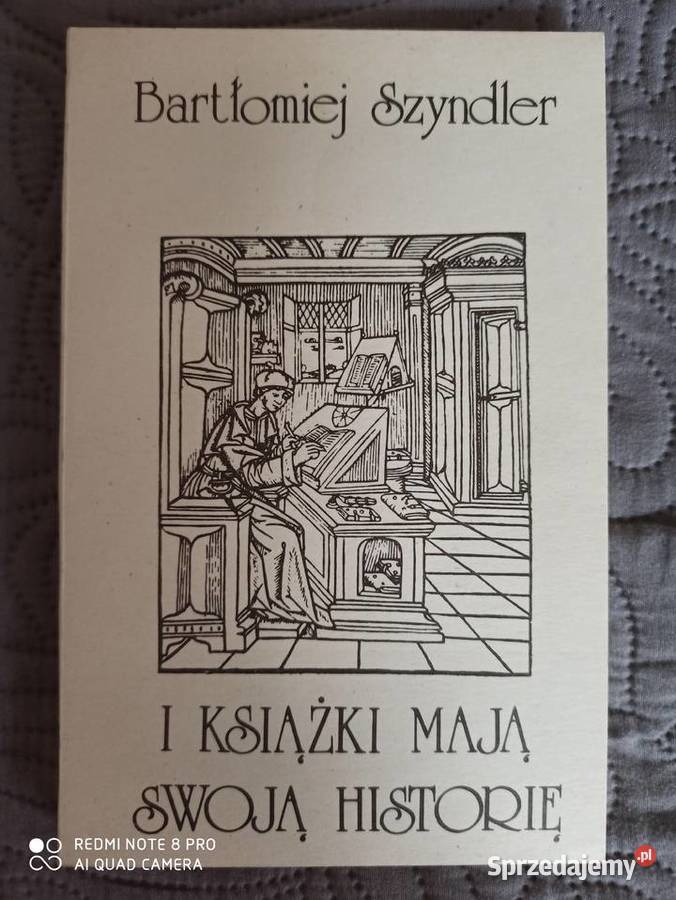 Bartłomiej Szyndler
I KSIĄŻKI MAJĄ
SWOJĄ HISTORIĘ
REDMI NOTE 8 PRO
AI QUAD CAMERA
Sprzedajemy.pl